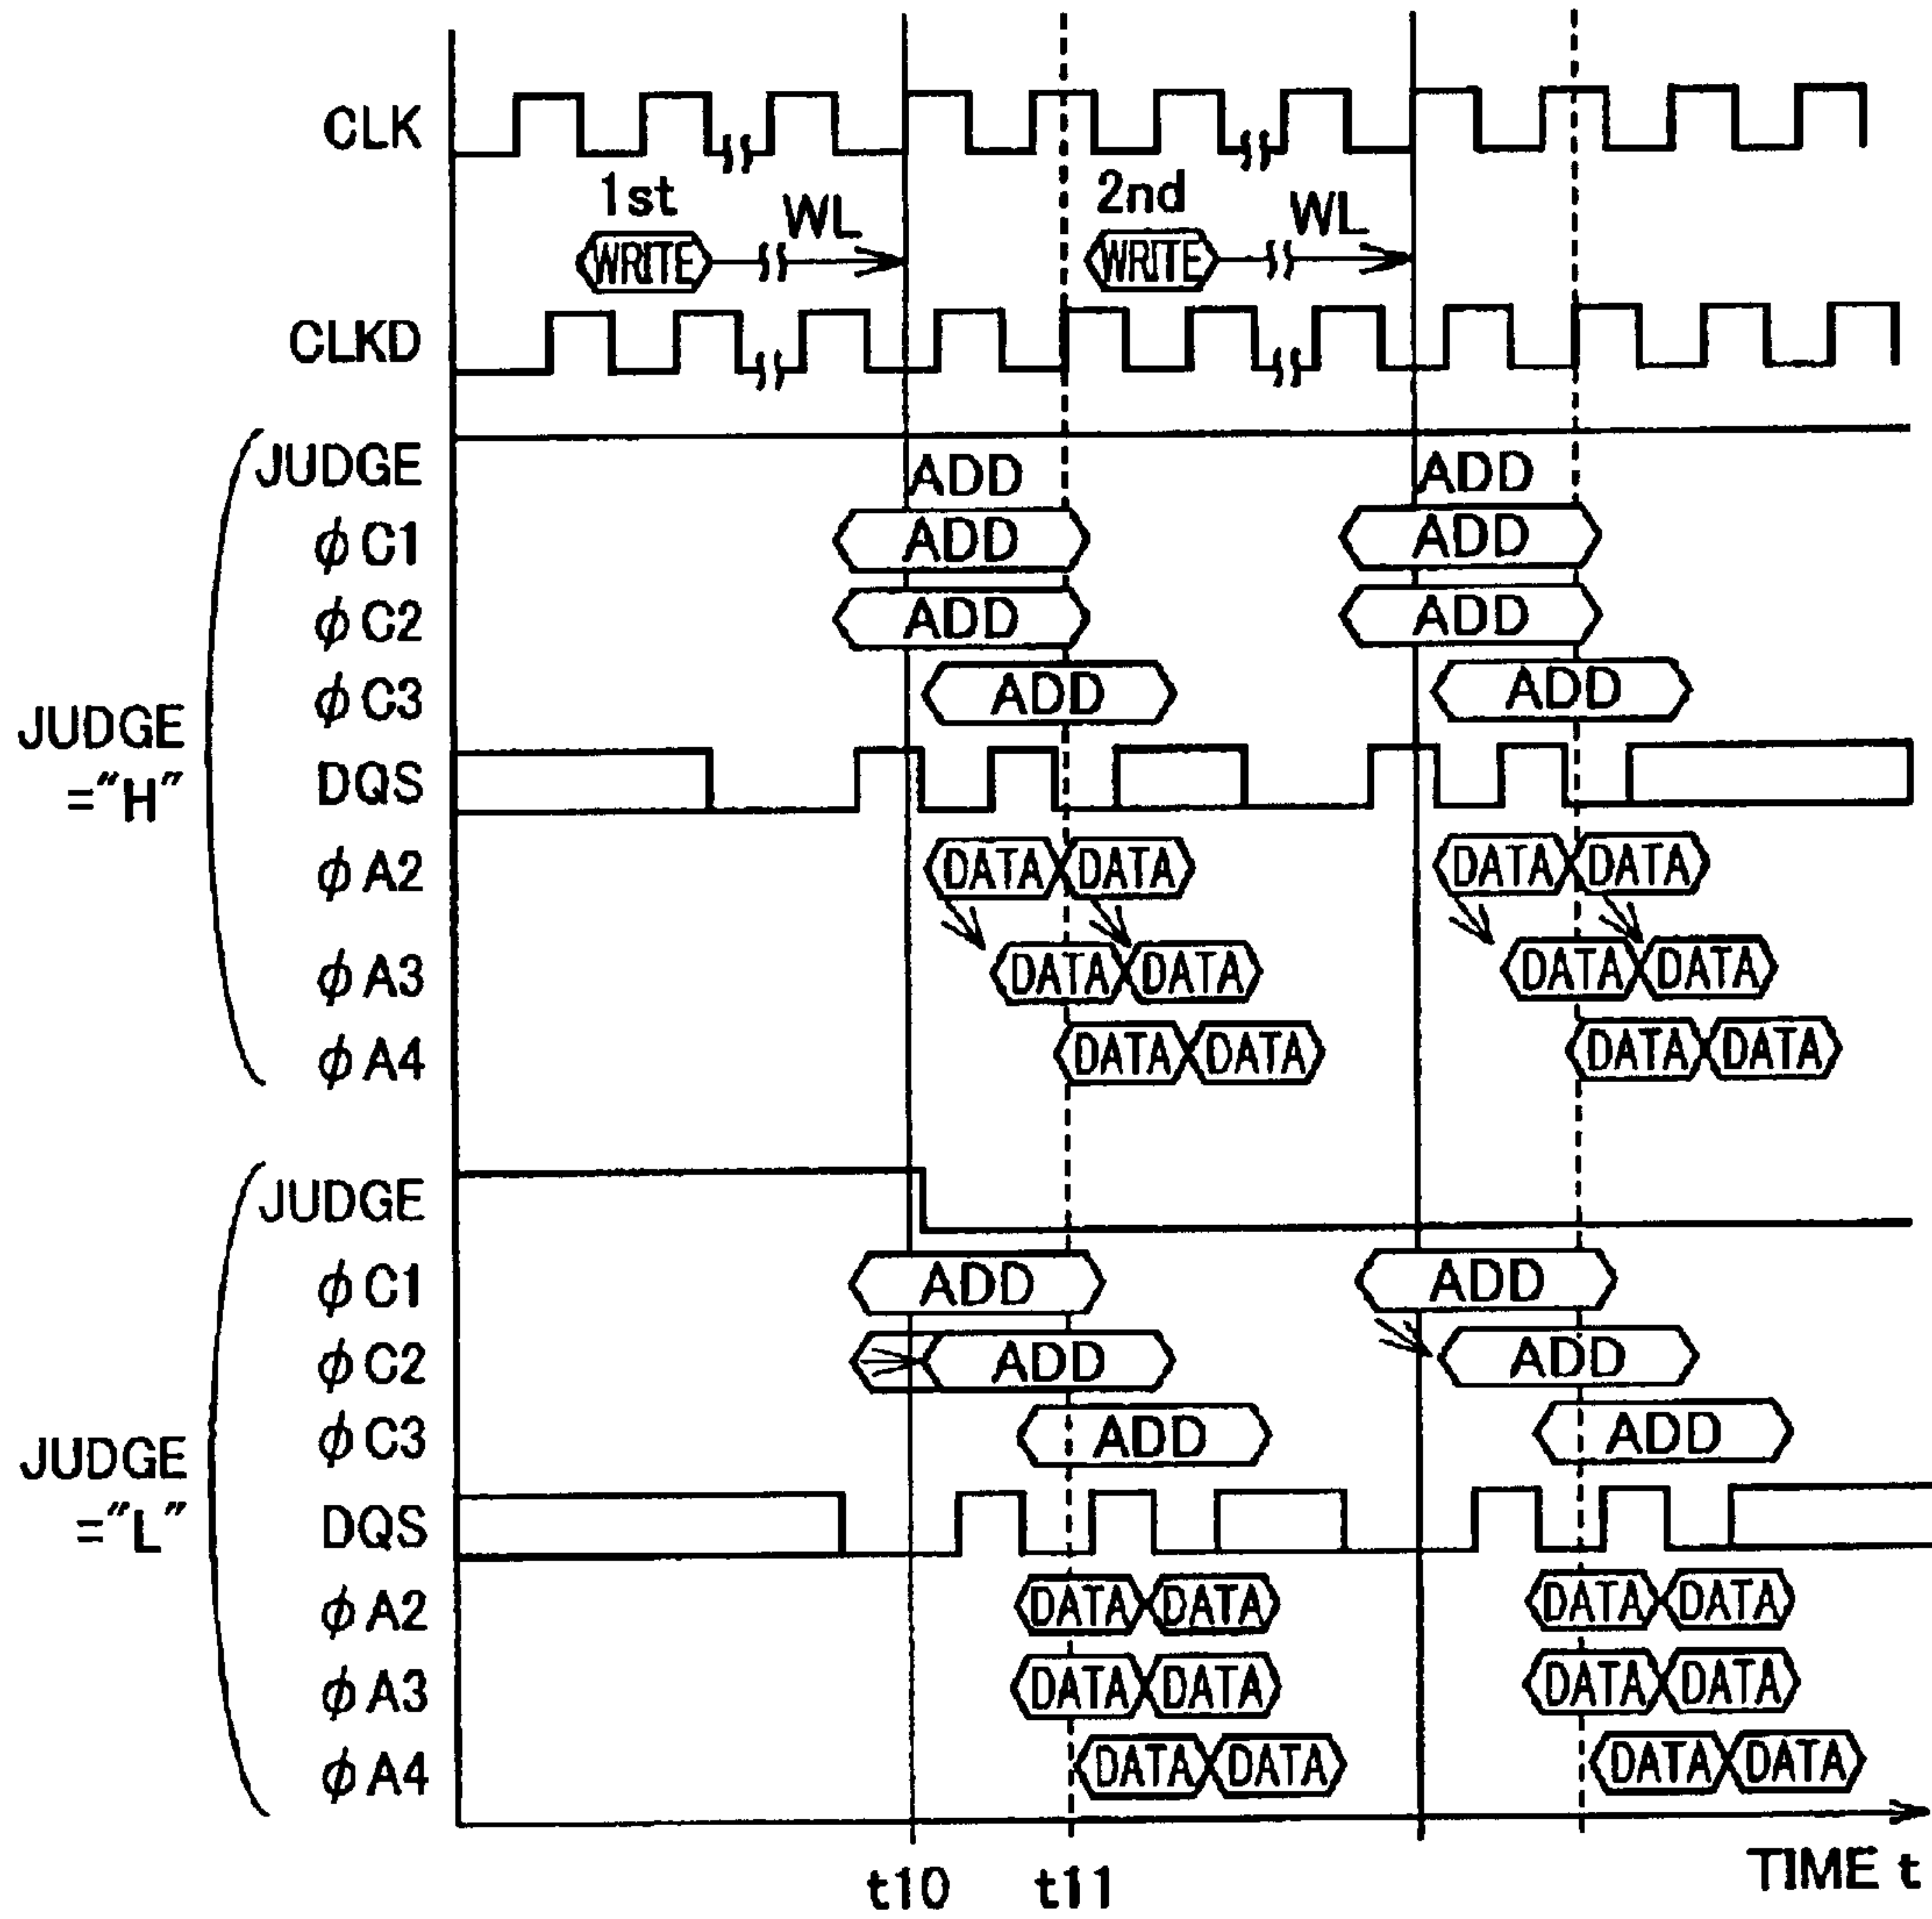 CLK
1st WL 2nd WL
WRITE WRITE
CLKD
JUDGE ADD ADD
φC1 ADD ADD
φC2 ADD ADD
φC3 ADD ADD
JUDGE ="H"
DQS
φA2 DATA DATA DATA DATA
φA3 DATA DATA DATA DATA
φA4 DATA DATA DATA DATA
JUDGE
φC1 ADD ADD
φC2 ADD ADD
φC3 ADD ADD
JUDGE ="L"
DQS
φA2 DATA DATA DATA DATA
φA3 DATA DATA DATA DATA
φA4 DATA DATA DATA DATA
t10 t11 TIME t